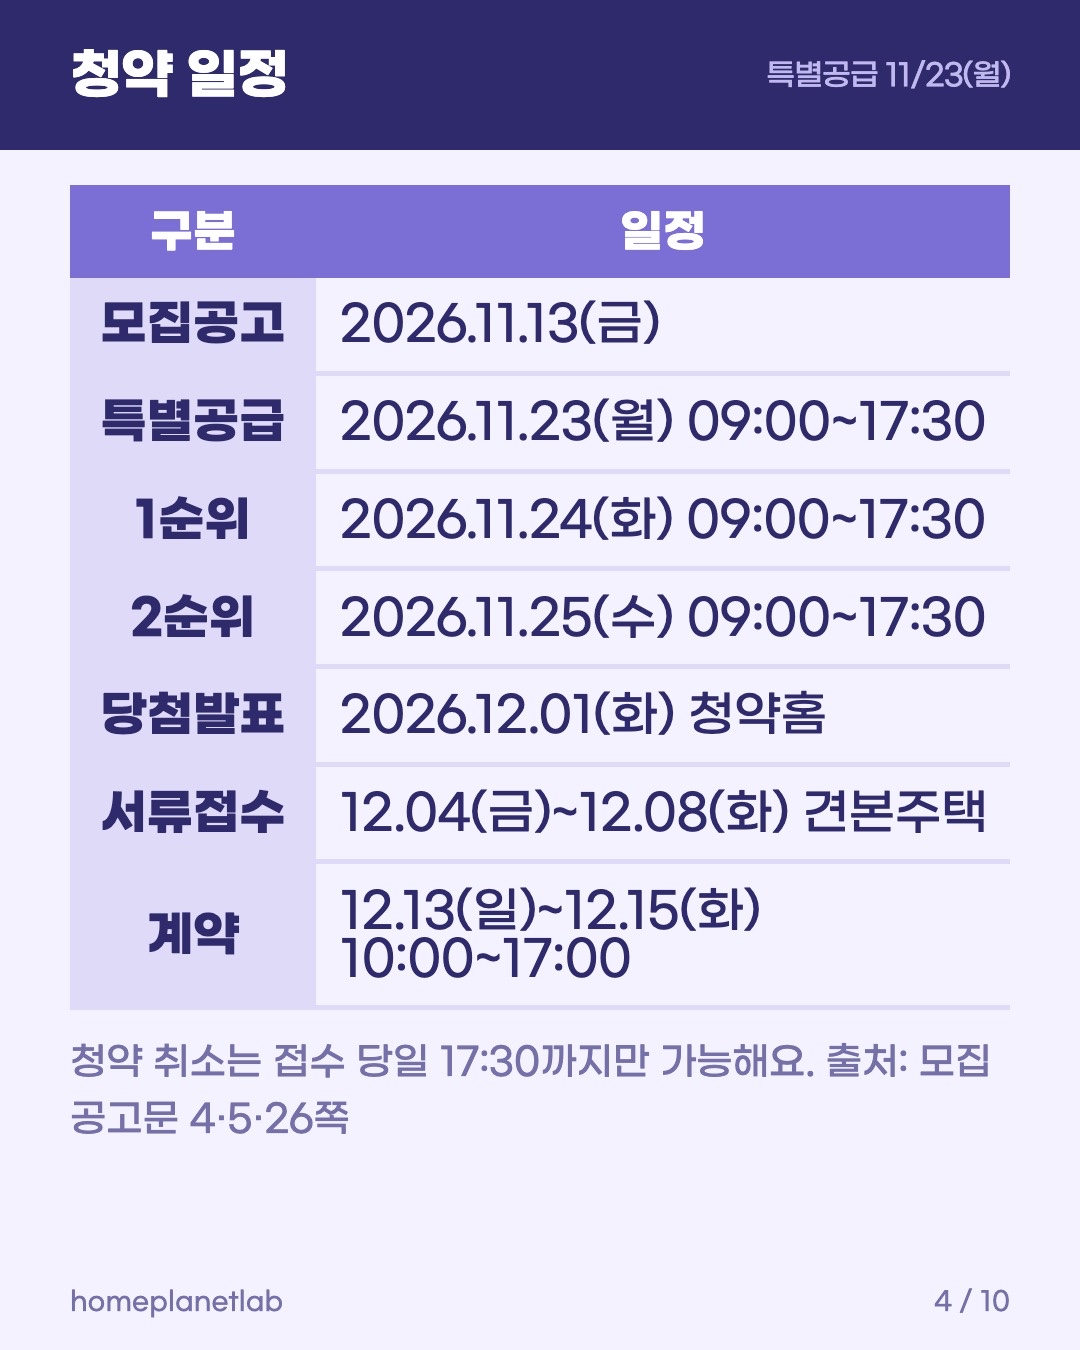 청약 일정
특별공급 11/23(월)
구분 일정
모집공고 2026.11.13(금)
특별공급 2026.11.23(월) 09:00~17:30
1순위 2026.11.24(화) 09:00~17:30
2순위 2026.11.25(수) 09:00~17:30
당첨발표 2026.12.01(화) 청약홈
서류접수 12.04(금)~12.08(화) 견본주택
계약 12.13(일)~12.15(화)
10:00~17:00
청약 취소는 접수 당일 17:30까지만 가능해요. 출처: 모집
공고문 4·5·26쪽
homeplanetlab
4 / 10